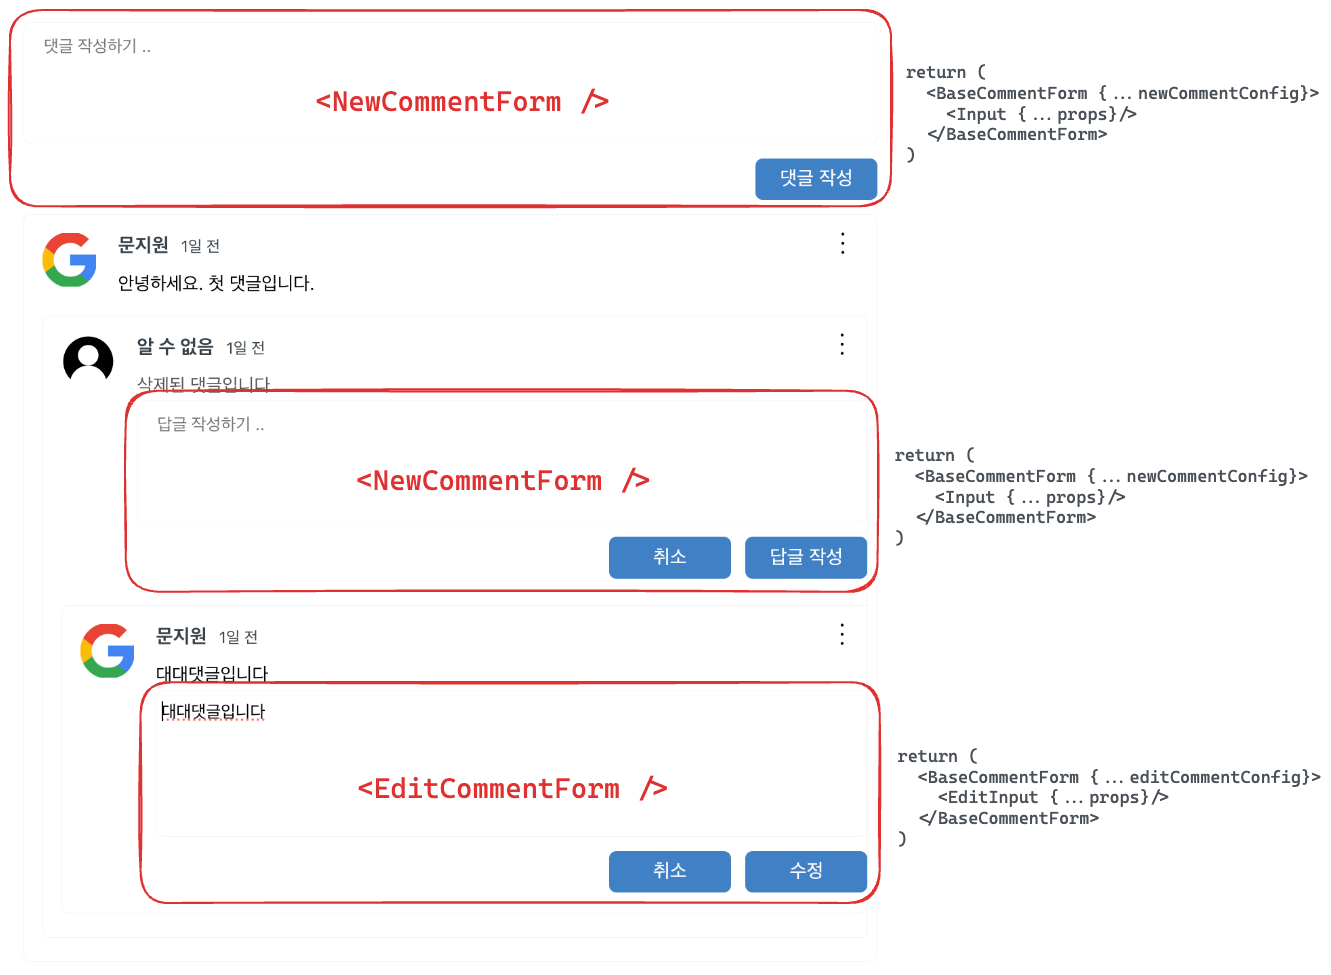 댓글 작성하기 ..
<NewCommentForm />
댓글 작성
return (
<BaseCommentForm {...newCommentConfig}>
<Input {...props}/>
</BaseCommentForm>
)
문지원 1일 전
안녕하세요. 첫 댓글입니다.
알 수 없음 1일 전
삭제된 댓글입니다
답글 작성하기 ..
<NewCommentForm />
취소 답글 작성
return (
<BaseCommentForm {...newCommentConfig}>
<Input {...props}/>
</BaseCommentForm>
)
문지원 1일 전
대대댓글입니다
대대댓글입니다
<EditCommentForm />
취소 수정
return (
<BaseCommentForm {...editCommentConfig}>
<EditInput {...props}/>
</BaseCommentForm>
)